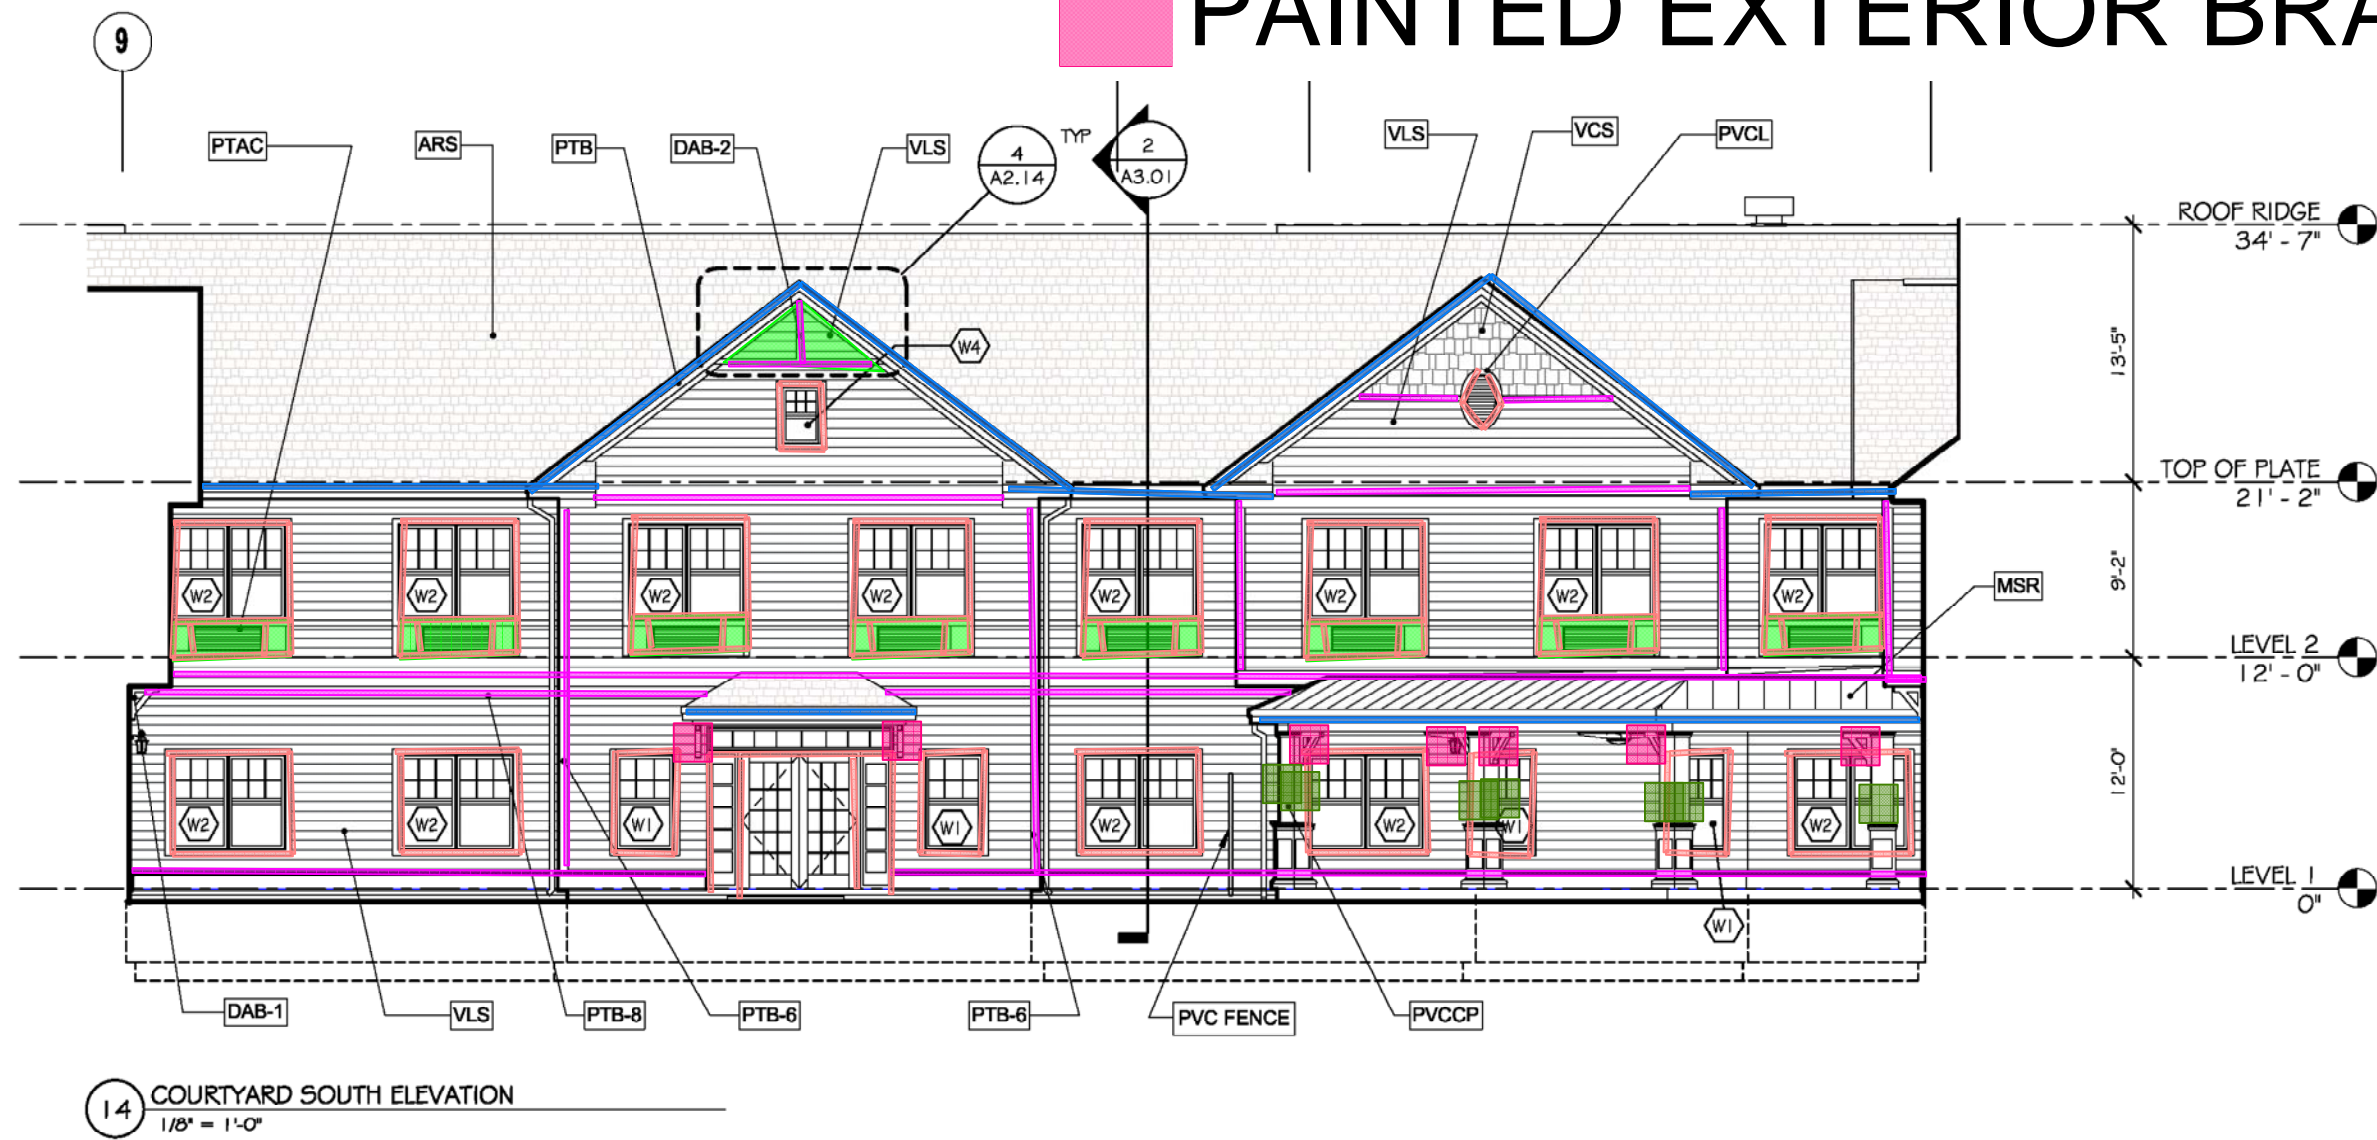 PAINTED EXTERIOR BRA
9
PTAC
ARS
PTB
DAB-2
VLS
4
A2.14
TYP
2
A3.01
VLS
VCS
PVCL
ROOF RIDGE
34' - 7"
W4
13'-5"
TOP OF PLATE
21' - 2"
W2
W2
W2
W2
W2
W2
W2
W2
9'-2"
MSR
LEVEL 2
12' - 0"
W2
W2
W1
W1
W2
W2
W1
W2
12'-0"
LEVEL 1
0"
W1
DAB-1
VLS
PTB-8
PTB-6
PTB-6
PVC FENCE
PVCCP
14
COURTYARD SOUTH ELEVATION
1/8" = 1'-0"